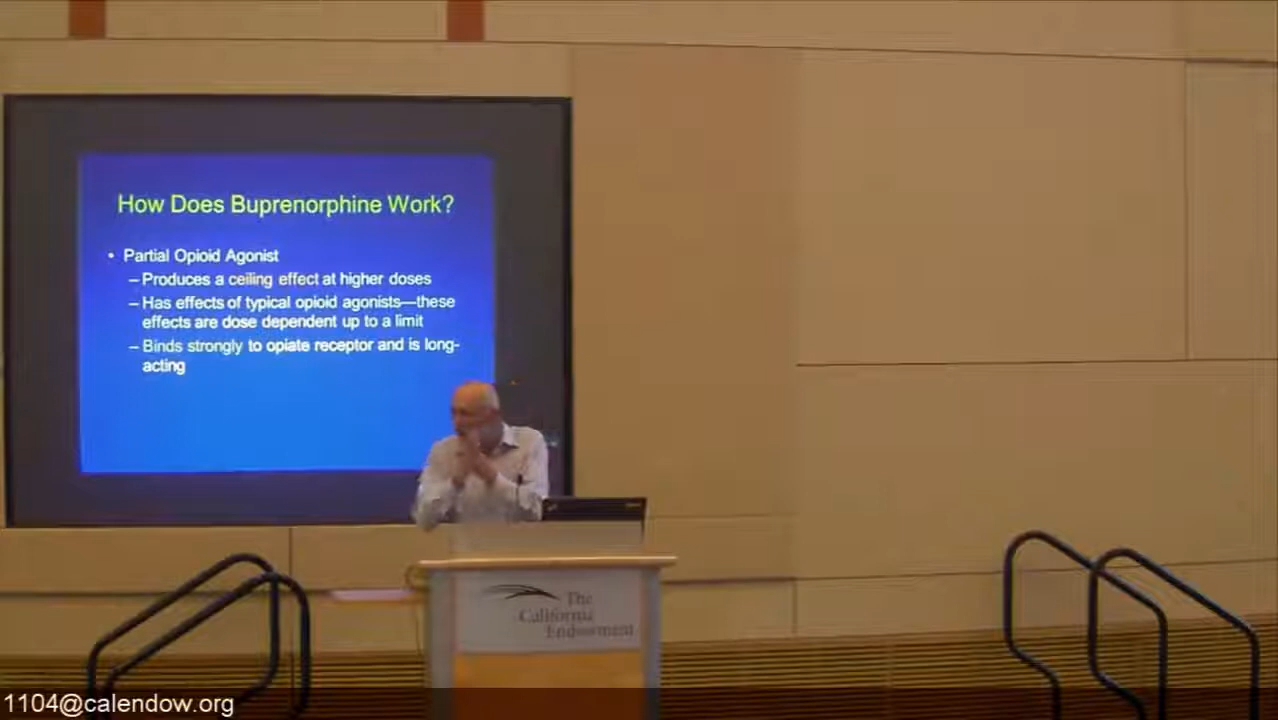 How Does Buprenorphine Work?
• Partial Opioid Agonist
– Produces a ceiling effect at higher doses
– Has effects of typical opioid agonists—these
effects are dose dependent up to a limit
– Binds strongly to opiate receptor and is long-
acting
The
California
Endowment
1104@calendow.org